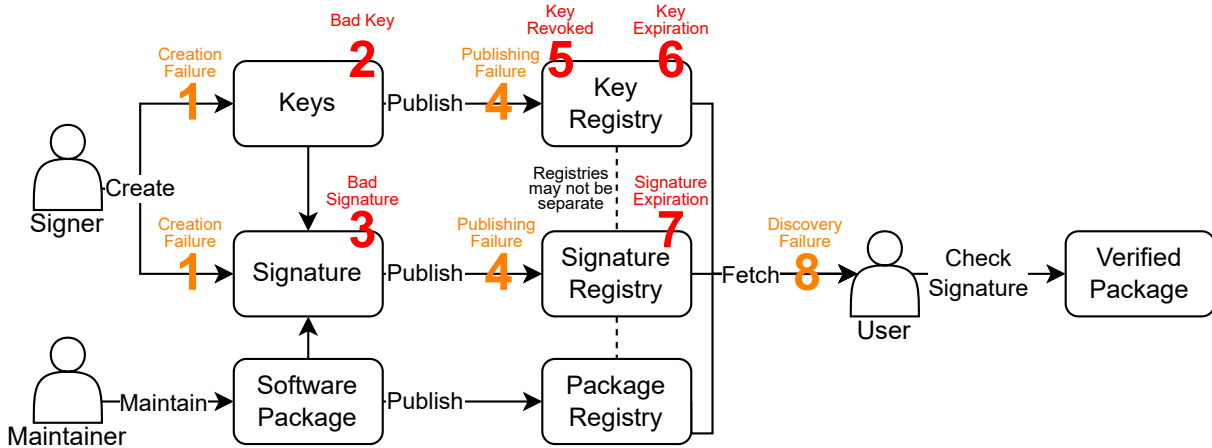 Bad Key
2
Key
Revoked
5
Key
Expiration
6
Creation
Failure
1
Keys
Publish
Publishing
Failure
4
Key
Registry
Signer
Create
Registries
may not be
separate
Bad
Signature
3
Signature
Expiration
7
Creation
Failure
1
Signature
Publish
Publishing
Failure
4
Signature
Registry
Fetch
Discovery
Failure
8
User
Check
Signature
Verified
Package
Maintainer
Maintain
Software
Package
Publish
Package
Registry